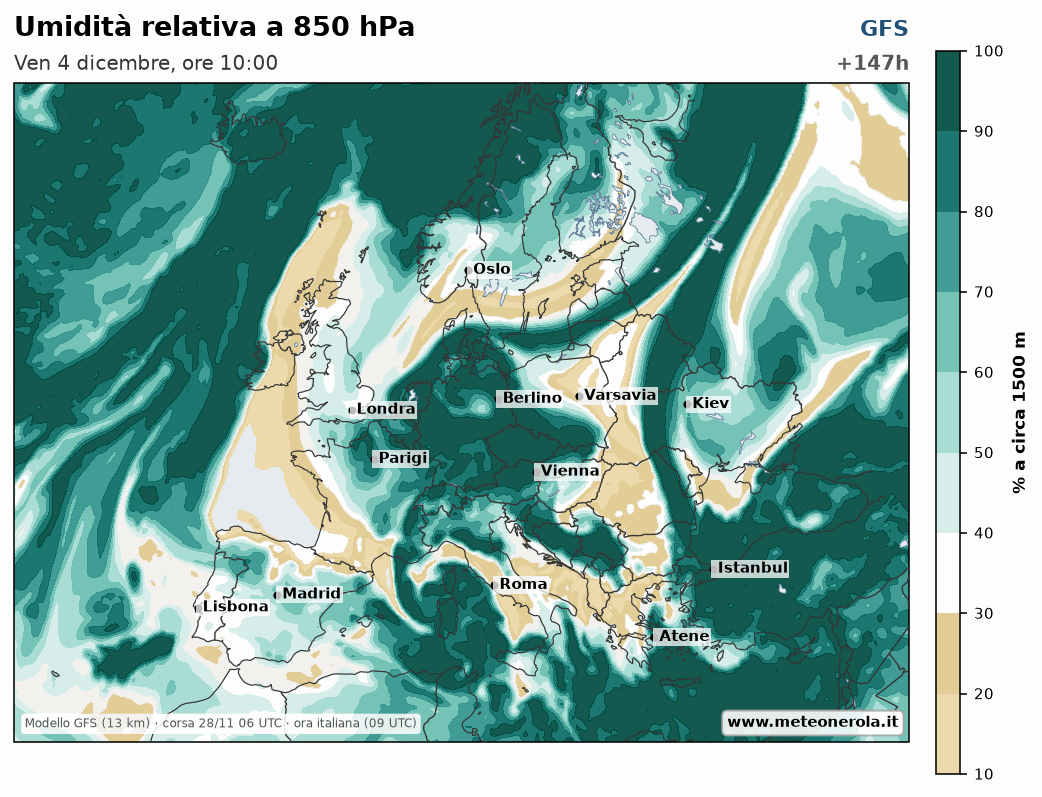 Umidità relativa a 850 hPa
GFS
Ven 4 dicembre, ore 10:00
+147h
100
90
80
70
60
50
40
30
20
10
% a circa 1500 m
Oslo
Berlino
Varsavia
Kiev
Londra
Parigi
Vienna
Istanbul
Roma
Madrid
Lisbona
Atene
Modello GFS (13 km) · corsa 28/11 06 UTC · ora italiana (09 UTC)
www.meteonerola.it